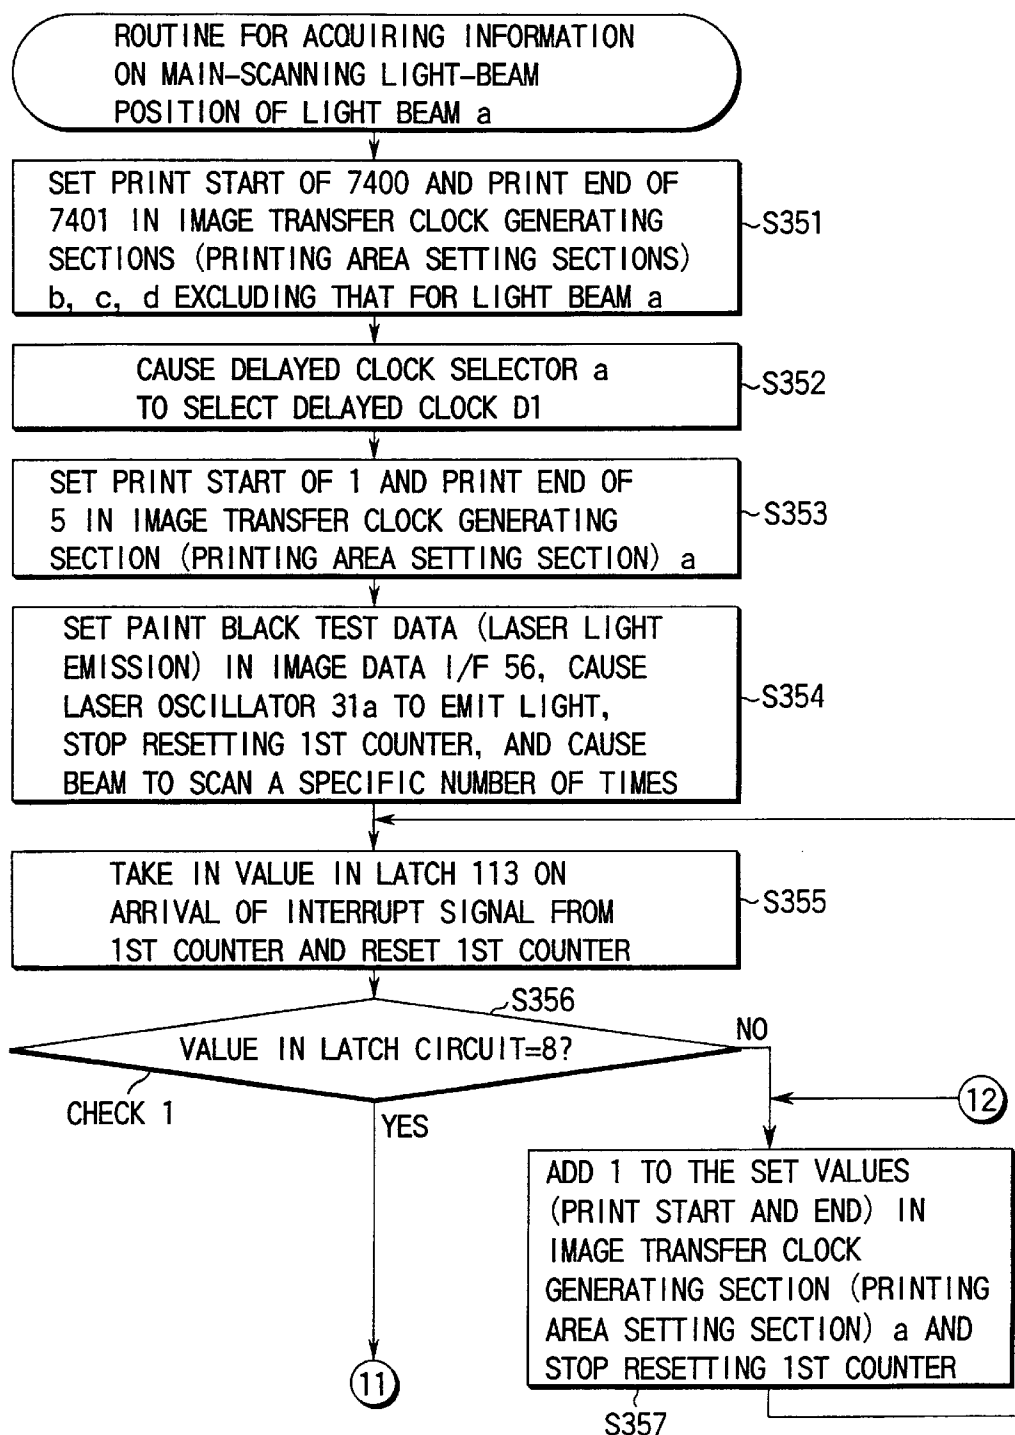 ROUTINE FOR ACQUIRING INFORMATION
ON MAIN-SCANNING LIGHT-BEAM
POSITION OF LIGHT BEAM a
SET PRINT START OF 7400 AND PRINT END OF
7401 IN IMAGE TRANSFER CLOCK GENERATING
SECTIONS (PRINTING AREA SETTING SECTIONS)
b, c, d EXCLUDING THAT FOR LIGHT BEAM a
S351
CAUSE DELAYED CLOCK SELECTOR a
TO SELECT DELAYED CLOCK D1
S352
SET PRINT START OF 1 AND PRINT END OF
5 IN IMAGE TRANSFER CLOCK GENERATING
SECTION (PRINTING AREA SETTING SECTION) a
S353
SET PAINT BLACK TEST DATA (LASER LIGHT
EMISSION) IN IMAGE DATA I/F 56, CAUSE
LASER OSCILLATOR 31a TO EMIT LIGHT,
STOP RESETTING 1ST COUNTER, AND CAUSE
BEAM TO SCAN A SPECIFIC NUMBER OF TIMES
S354
TAKE IN VALUE IN LATCH 113 ON
ARRIVAL OF INTERRUPT SIGNAL FROM
1ST COUNTER AND RESET 1ST COUNTER
S355
S356
VALUE IN LATCH CIRCUIT=8?
NO
CHECK 1
YES
12
ADD 1 TO THE SET VALUES
(PRINT START AND END) IN
IMAGE TRANSFER CLOCK
GENERATING SECTION (PRINTING
AREA SETTING SECTION) a AND
STOP RESETTING 1ST COUNTER
11
S357